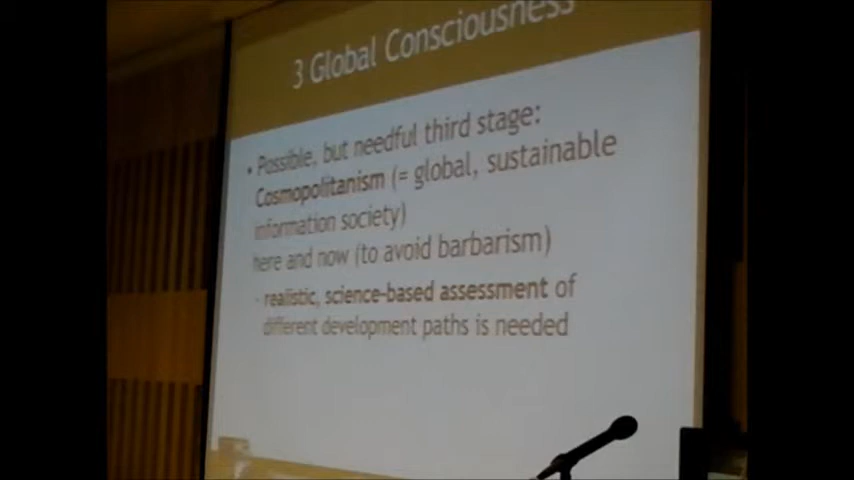 3 Global Consciousness
• Possible, but needful third stage:
Cosmopolitanism (= global, sustainable
information society)
here and now (to avoid barbarism)
- realistic, science-based assessment of
different development paths is needed